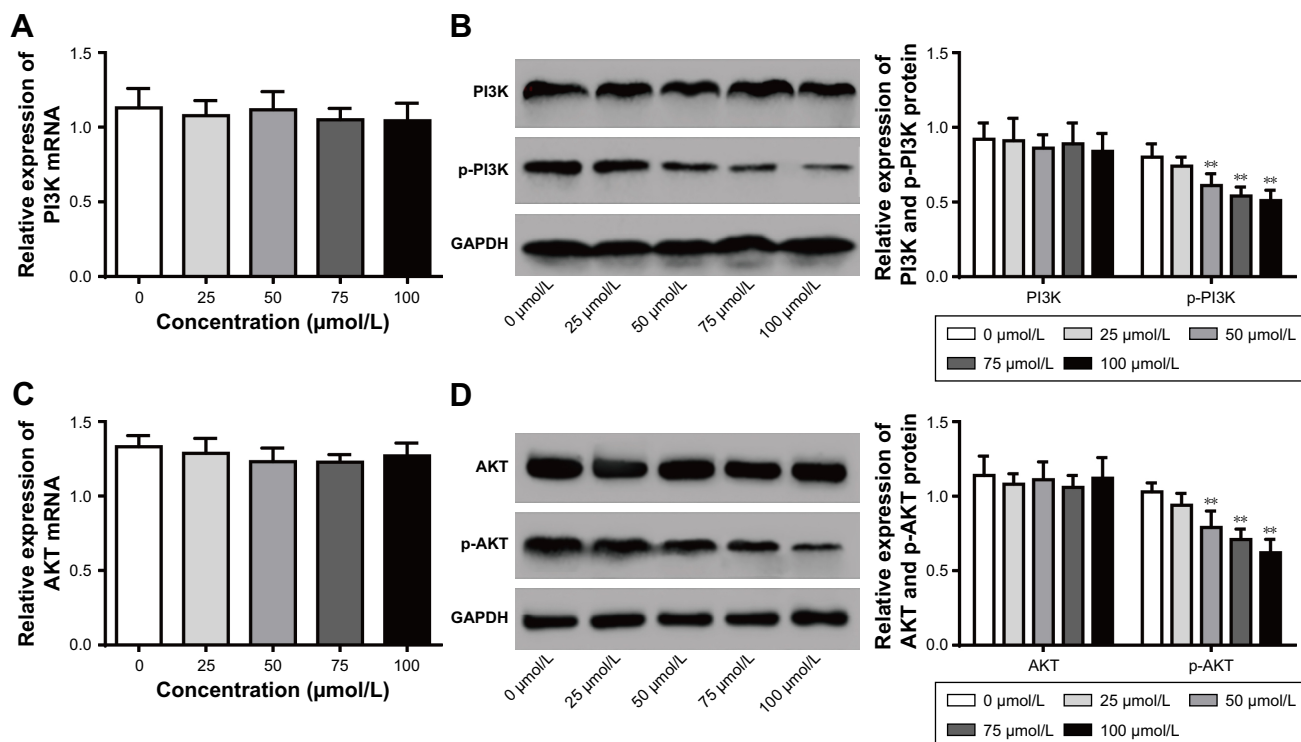 A
Relative expression of
PI3K mRNA
1.5
1.0
0.5
0.0
0 25 50 75 100
Concentration (µmol/L)
B
PI3K
p-PI3K
GAPDH
0 µmol/L 25 µmol/L 50 µmol/L 75 µmol/L 100 µmol/L
Relative expression of
PI3K and p-PI3K protein
1.5
1.0
0.5
0.0
** ** **
PI3K p-PI3K
0 µmol/L 25 µmol/L 50 µmol/L
75 µmol/L 100 µmol/L
C
Relative expression of
AKT mRNA
1.5
1.0
0.5
0.0
0 25 50 75 100
Concentration (µmol/L)
D
AKT
p-AKT
GAPDH
0 µmol/L 25 µmol/L 50 µmol/L 75 µmol/L 100 µmol/L
Relative expression of
AKT and p-AKT protein
1.5
1.0
0.5
0.0
** ** **
AKT p-AKT
0 µmol/L 25 µmol/L 50 µmol/L
75 µmol/L 100 µmol/L